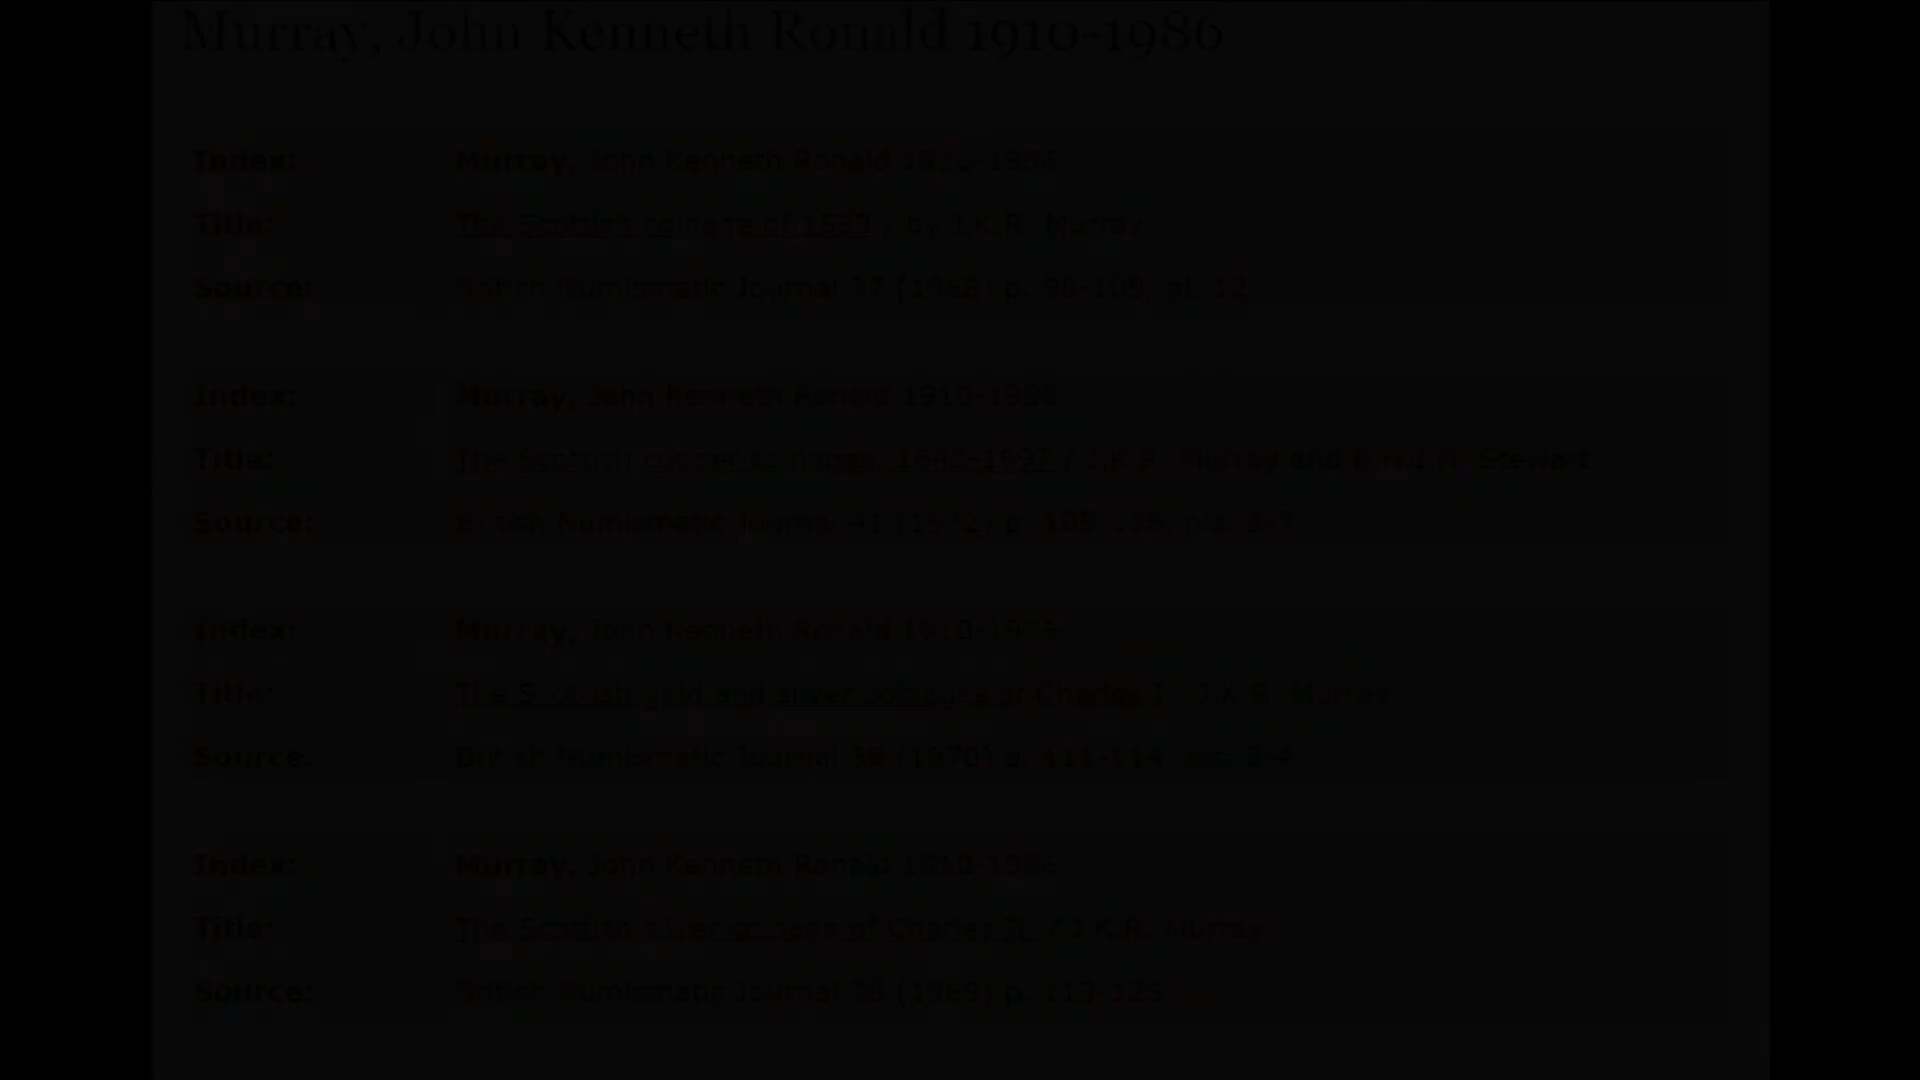 Murray, John Kenneth Ronald 1910-1986
Index: Murray, John Kenneth Ronald 1910-1986
Title: The Scottish coinage of 1553 / by J.K.R. Murray
Source: British Numismatic Journal 37 (1968) p. 98-109, pl. 12
Index: Murray, John Kenneth Ronald 1910-1986
Title: The Scottish copper coinages, 1642-1697 / J.K.R. Murray and B.H.I.H. Stewart
Source: British Numismatic Journal 41 (1972) p. 105-135, pls.
Index: Murray, John Kenneth Ronald 1910-1986
Title: The Scottish gold and silver coinages of Charles I / J.K.R. Murray
Source: British Numismatic Journal 39 (1970) p. 111-114, pls. 2-4
Index: Murray, John Kenneth Ronald 1910-1986
Title: The Scottish silver coinage of Charles II / J.K.R. Murray
Source: British Numismatic Journal 38 (1969) p. 113-125